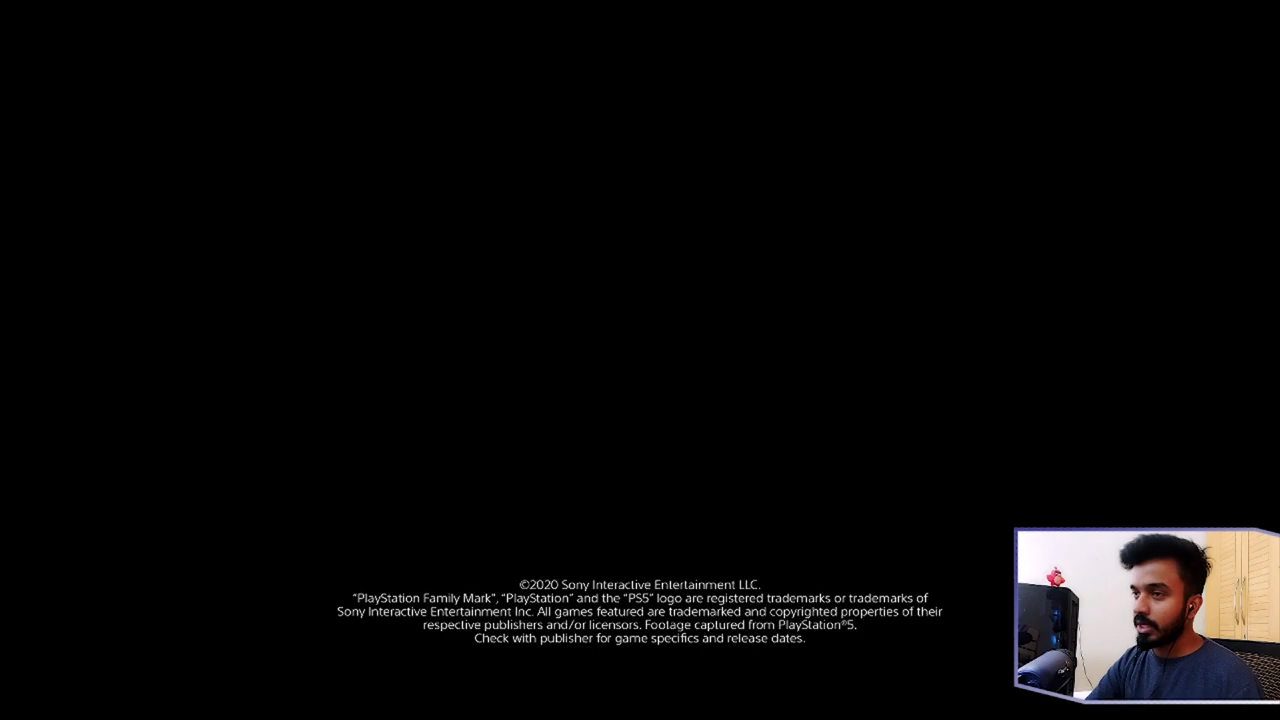 ©2020 Sony Interactive Entertainment LLC.
"PlayStation Family Mark", "PlayStation" and the "PS5" logo are registered trademarks or trademarks of
Sony Interactive Entertainment Inc. All games featured are trademarked and copyrighted properties of their
respective publishers and/or licensors. Footage captured from PlayStation®5.
Check with publisher for game specifics and release dates.